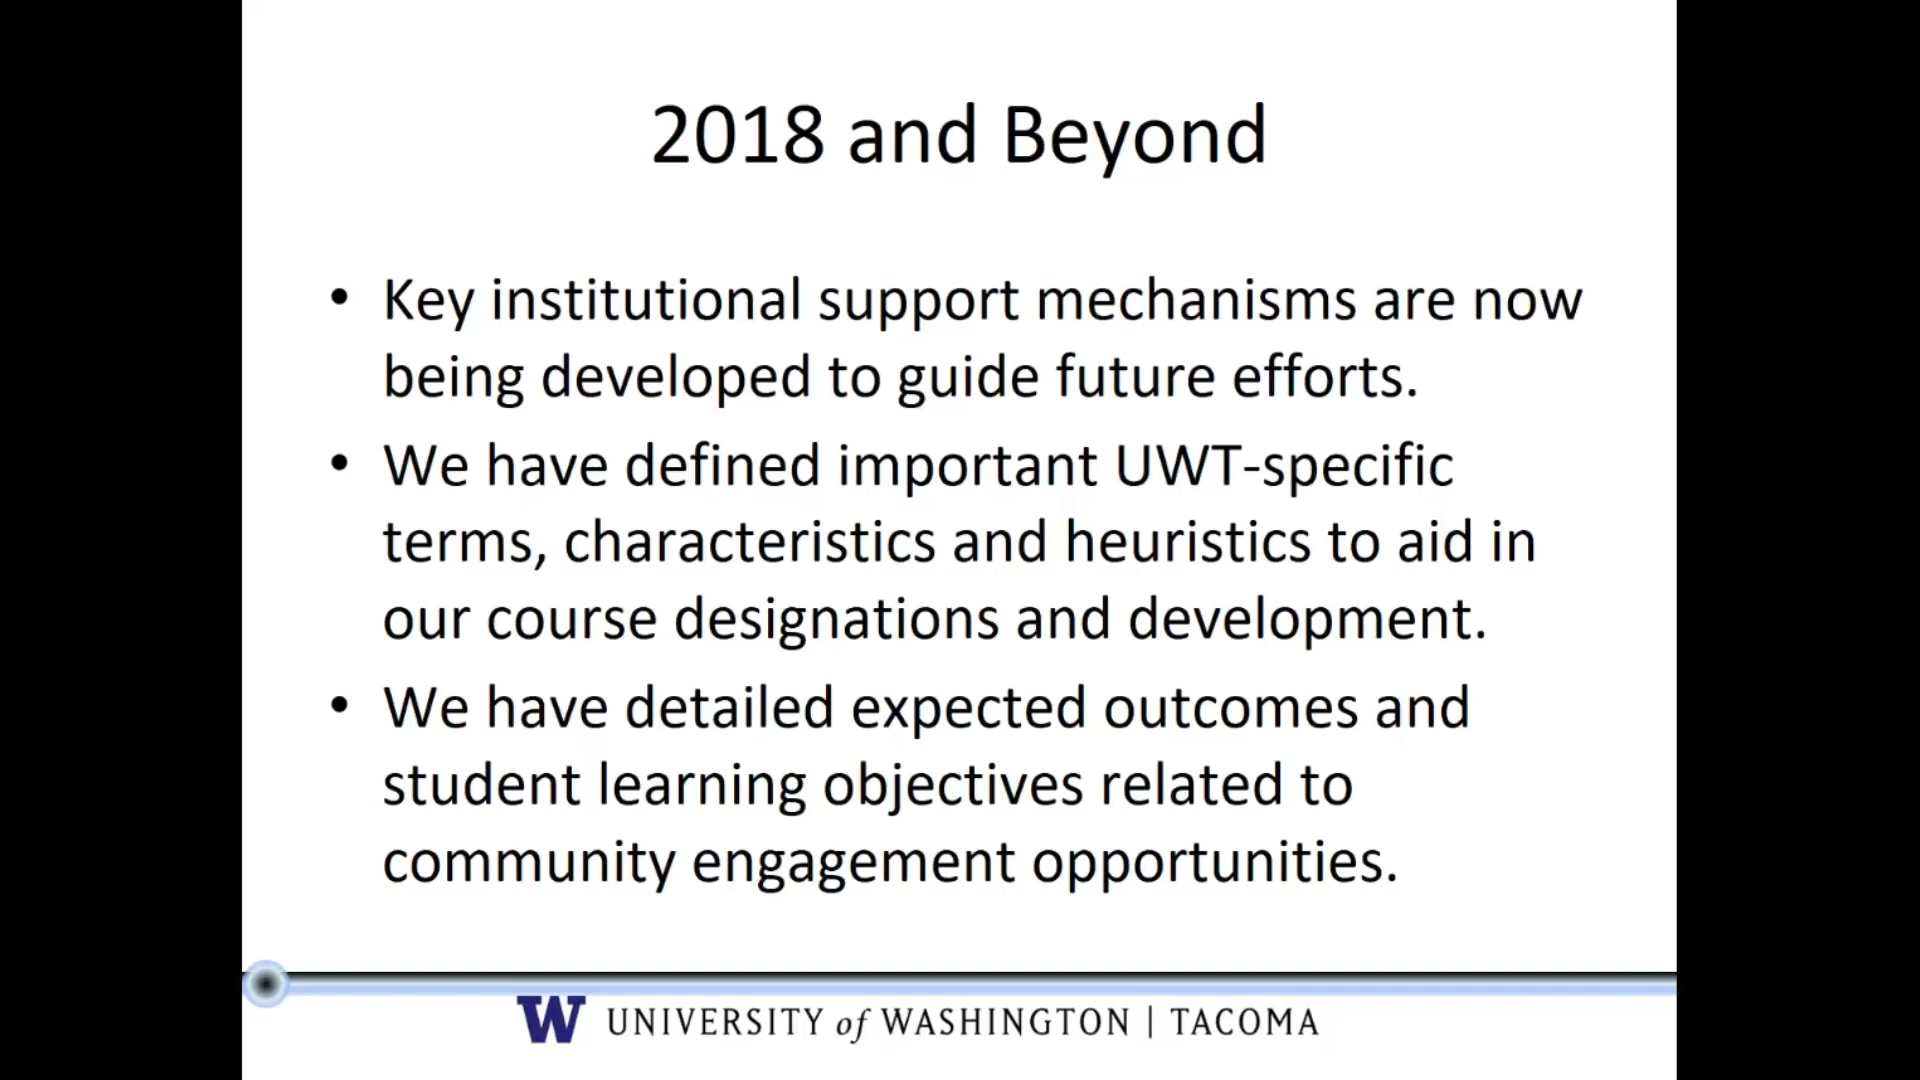 2018 and Beyond
• Key institutional support mechanisms are now
being developed to guide future efforts.
• We have defined important UWT-specific
terms, characteristics and heuristics to aid in
our course designations and development.
• We have detailed expected outcomes and
student learning objectives related to
community engagement opportunities.
W UNIVERSITY of WASHINGTON | TACOMA